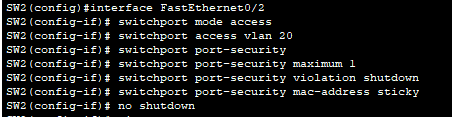 SW2(config)#interface FastEthernet0/2
SW2(config-if)# switchport mode access
SW2(config-if)# switchport access vlan 20
SW2(config-if)# switchport port-security
SW2(config-if)# switchport port-security maximum 1
SW2(config-if)# switchport port-security violation shutdown
SW2(config-if)# switchport port-security mac-address sticky
SW2(config-if)# no shutdown